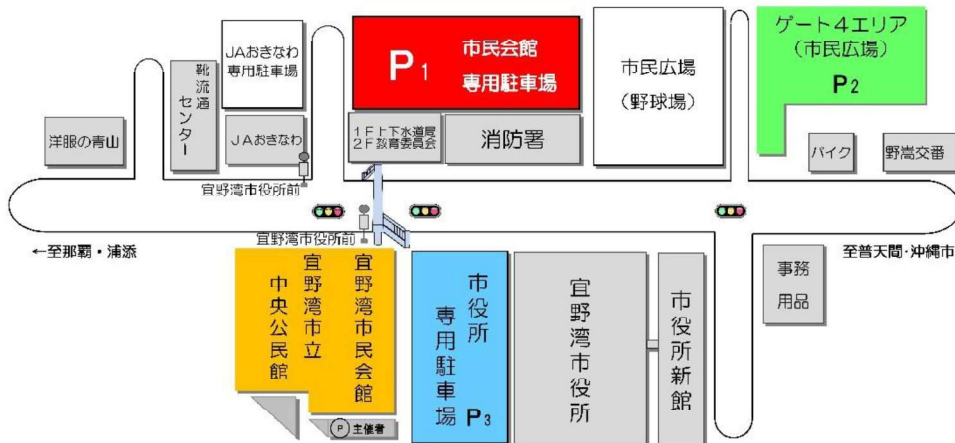 ゲート4エリア
(市民広場)
P2
JAおきなわ
専用駐車場
P1
市民会館
専用駐車場
市民広場
(野球場)
靴流通
センター
洋服の青山
JAおきなわ
1F上下水道局
2F教育委員会
消防署
バイク
野嵩交番
宜野湾市役所前
宜野湾市役所前
←至那覇・浦添
至普天間・沖縄市
宜野湾市民会館
宜野湾市立
中央公民館
市役所
専用駐車場
P3
宜野湾市役所
市役所新館
事務
用品
P 主催者